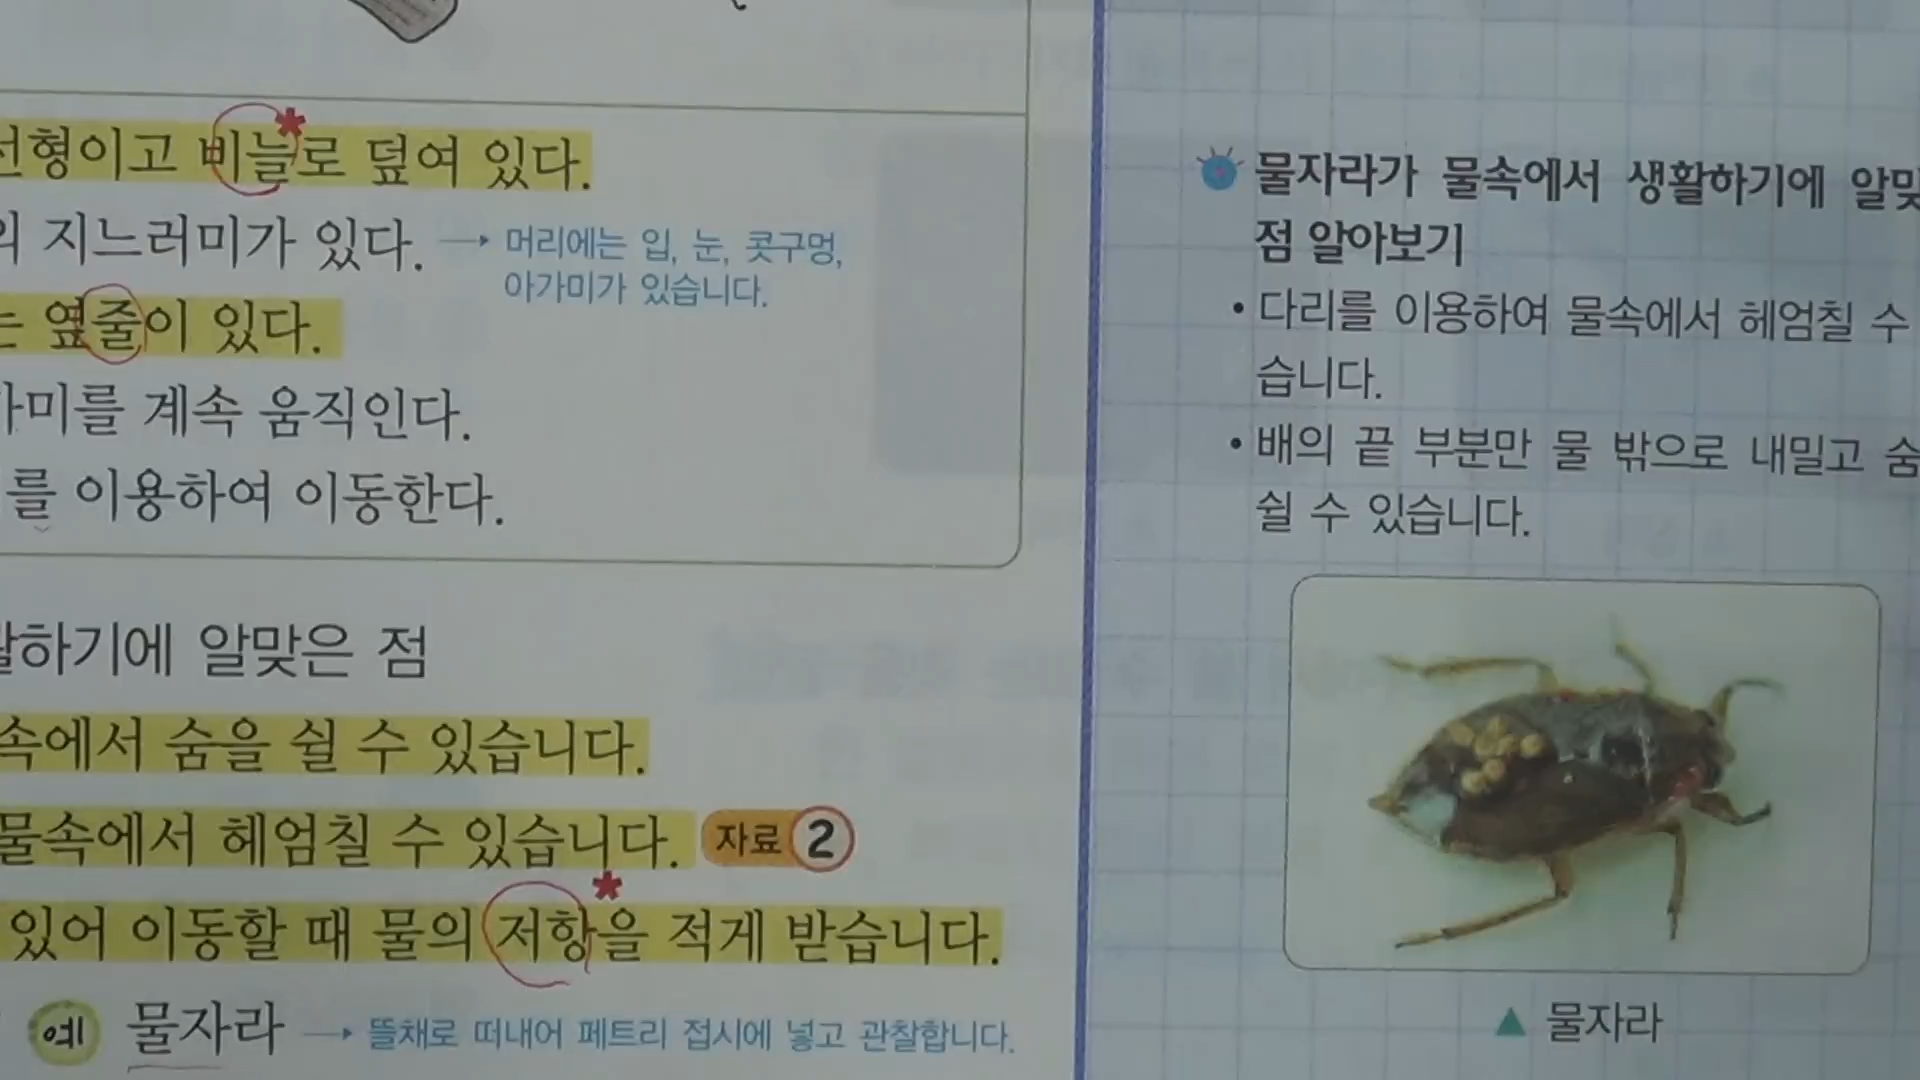 선형이고 비늘*로 덮여 있다.
의 지느러미가 있다. → 머리에는 입, 눈, 콧구멍,
아가미가 있습니다.
는 옆줄이 있다.
가미를 계속 움직인다.
를 이용하여 이동한다.
활하기에 알맞은 점
속에서 숨을 쉴 수 있습니다.
물속에서 헤엄칠 수 있습니다. 자료 2
있어 이동할 때 물의 저항*을 적게 받습니다.
예 물자라 → 뜰채로 떠내어 페트리 접시에 넣고 관찰합니다.
물자라가 물속에서 생활하기에 알맞
점 알아보기
• 다리를 이용하여 물속에서 헤엄칠 수
습니다.
• 배의 끝 부분만 물 밖으로 내밀고 숨
쉴 수 있습니다.
▲ 물자라